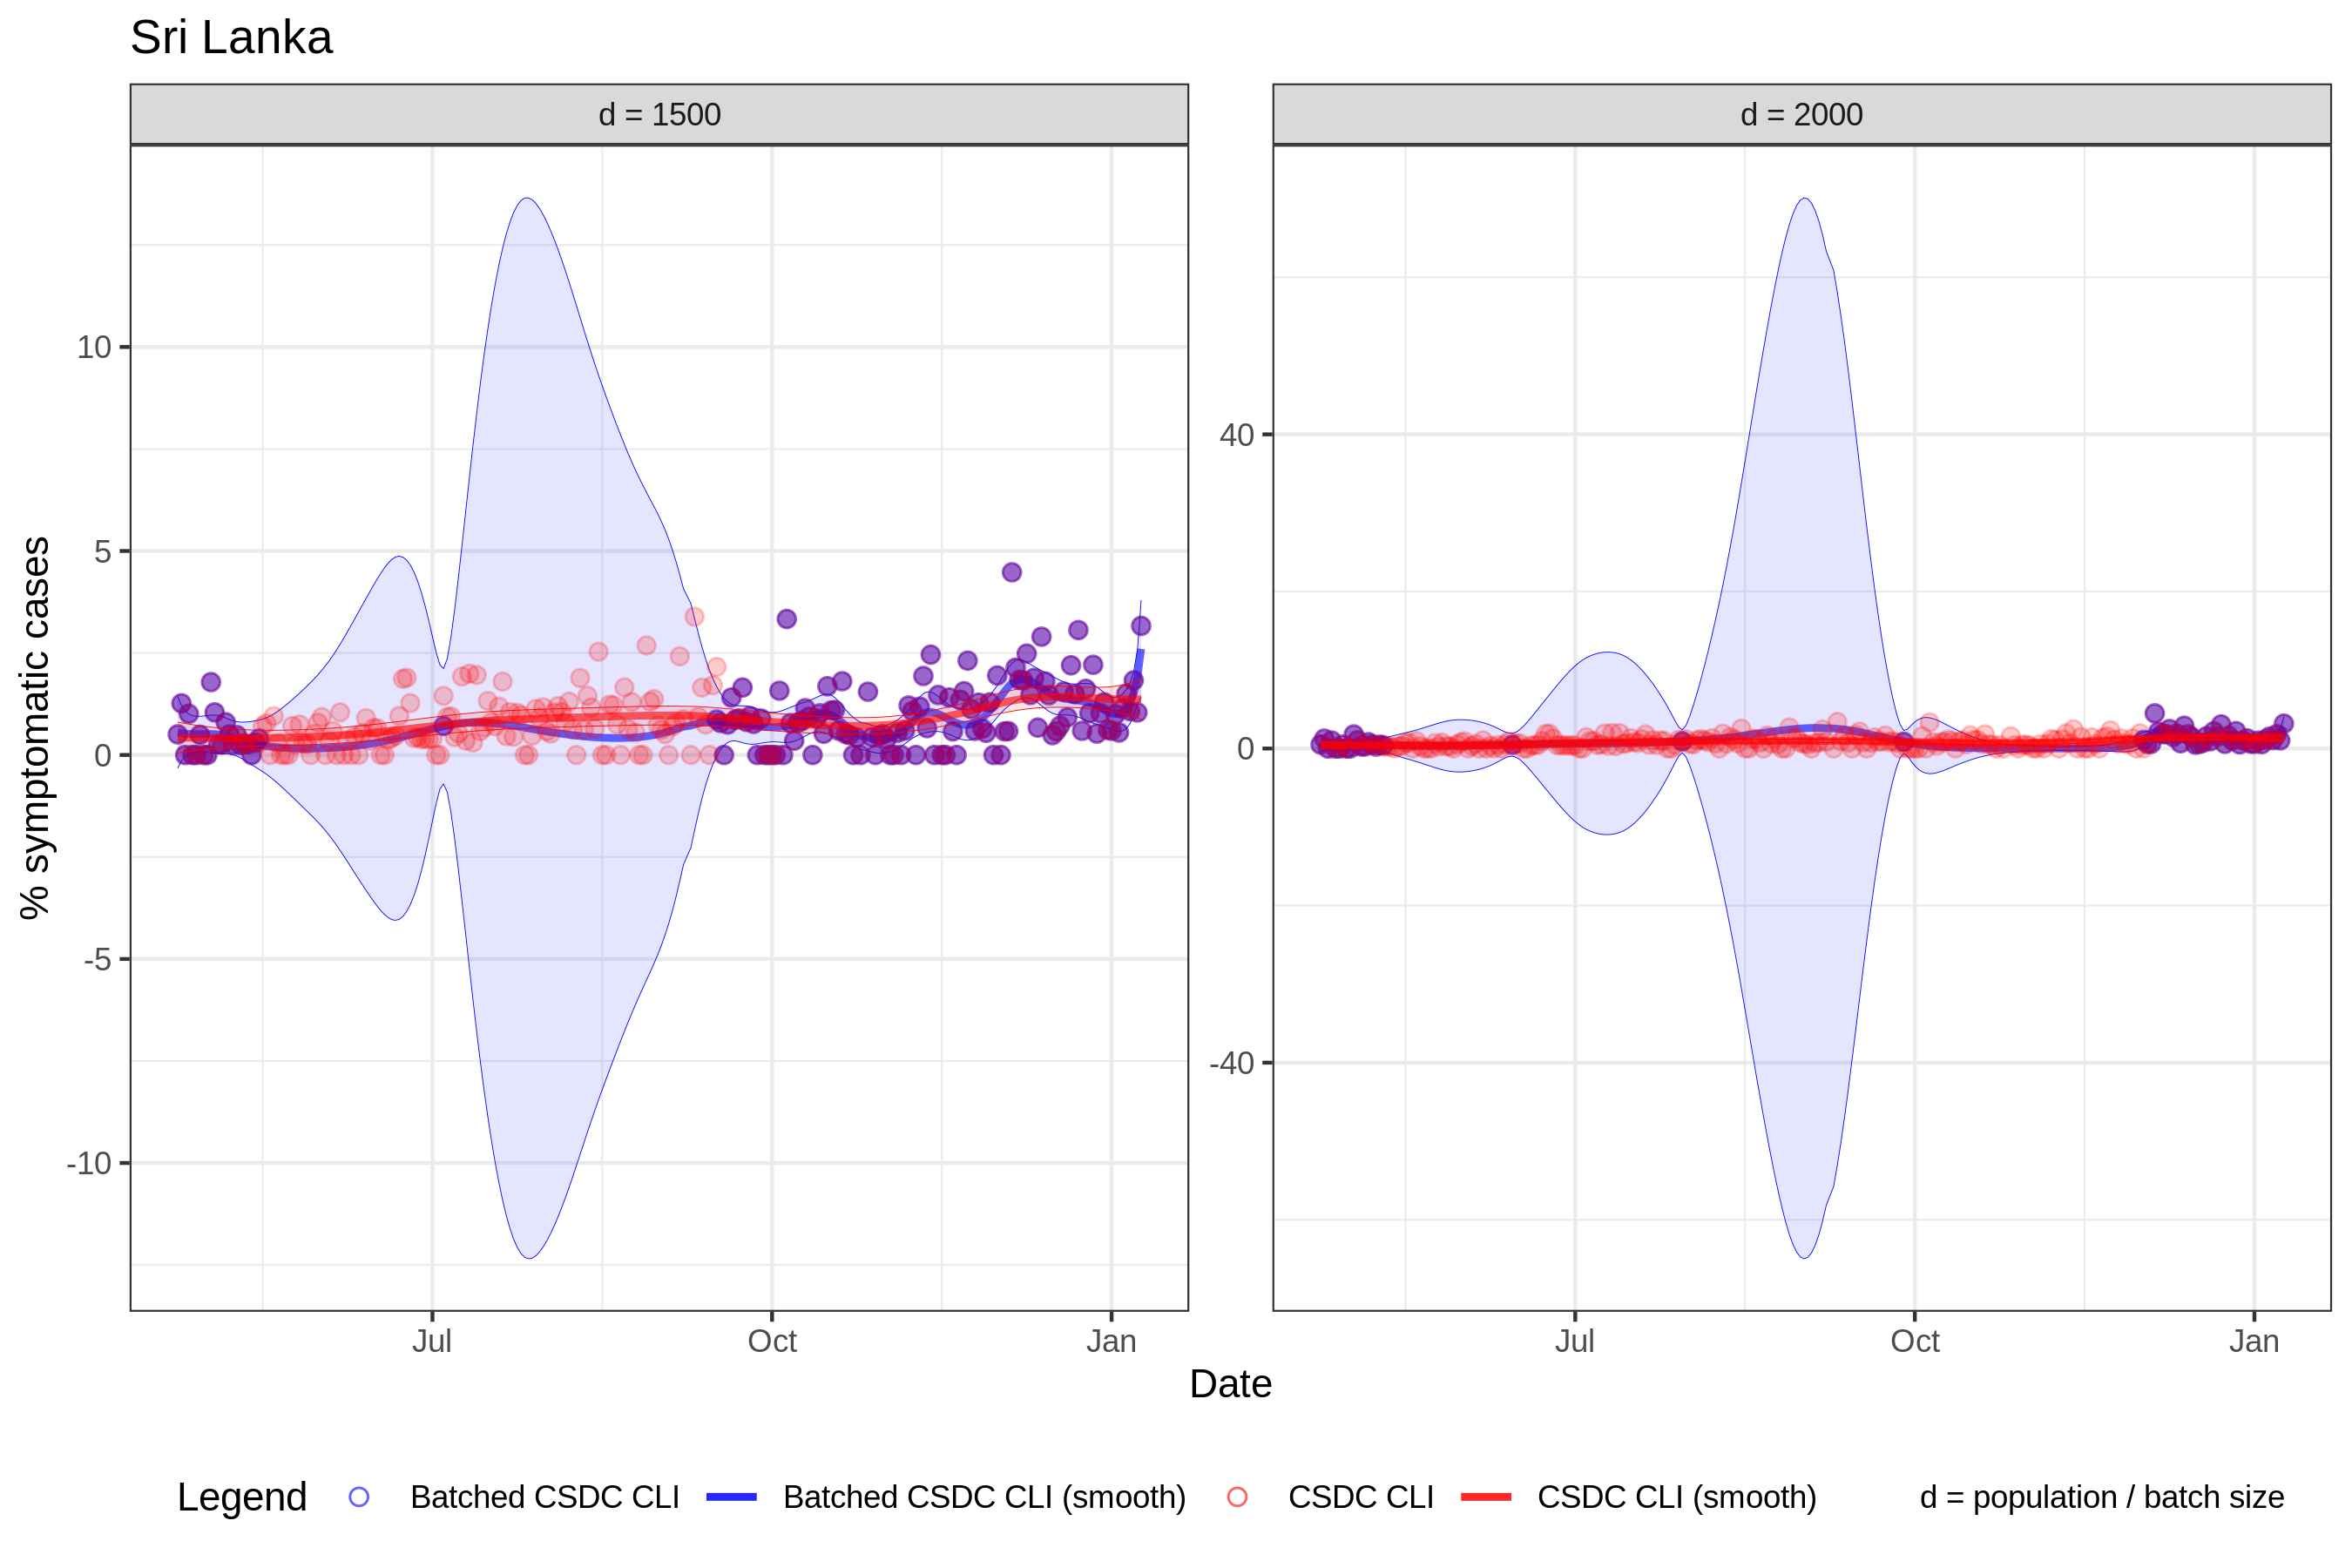 Sri Lanka
d = 1500
d = 2000
% symptomatic cases
10
5
0
-5
-10
40
0
-40
Jul
Oct
Jan
Jul
Oct
Jan
Date
Legend
Batched CSDC CLI
Batched CSDC CLI (smooth)
CSDC CLI
CSDC CLI (smooth)
d = population / batch size